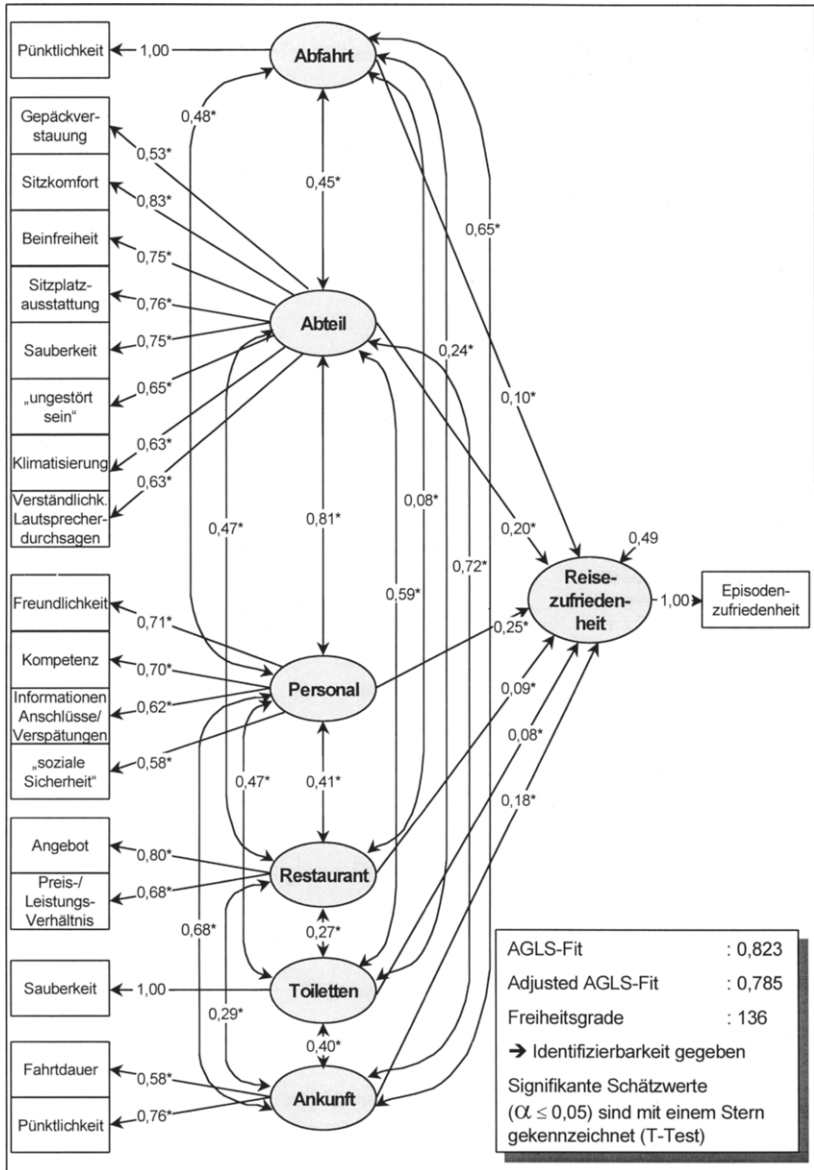 Pünktlichkeit
1,00
Abfahrt
Gepäckver-
stauung
0,48*
0,53*
Sitzkomfort
0,83*
0,45*
0,65*
Beinfreiheit
0,75*
Sitzplatz-
ausstattung
0,76*
Abteil
Sauberkeit
0,75*
0,24*
„ungestört
sein“
0,65*
0,10*
Klimatisierung
0,63*
0,63*
0,08*
Verständlichk.
Lautsprecher-
durchsagen
0,47*
0,81*
0,20*
0,72*
0,49
Reise-
zufrieden-
heit
1,00
Episoden-
zufriedenheit
0,59*
Freundlichkeit
0,71*
0,25*
Kompetenz
0,70*
Personal
Informationen
Anschlüsse/
Verspätungen
0,62*
0,09*
„soziale
Sicherheit“
0,58*
0,08*
0,47*
0,41*
0,18*
Angebot
0,80*
Restaurant
Preis-/
Leistungs-
Verhältnis
0,68*
0,68*
0,27*
Sauberkeit
1,00
Toiletten
0,29*
0,40*
Fahrtdauer
0,58*
Ankunft
Pünktlichkeit
0,76*
AGLS-Fit : 0,823
Adjusted AGLS-Fit : 0,785
Freiheitsgrade : 136
➔ Identifizierbarkeit gegeben
Signifikante Schätzwerte
(α ≤ 0,05) sind mit einem Stern
gekennzeichnet (T-Test)